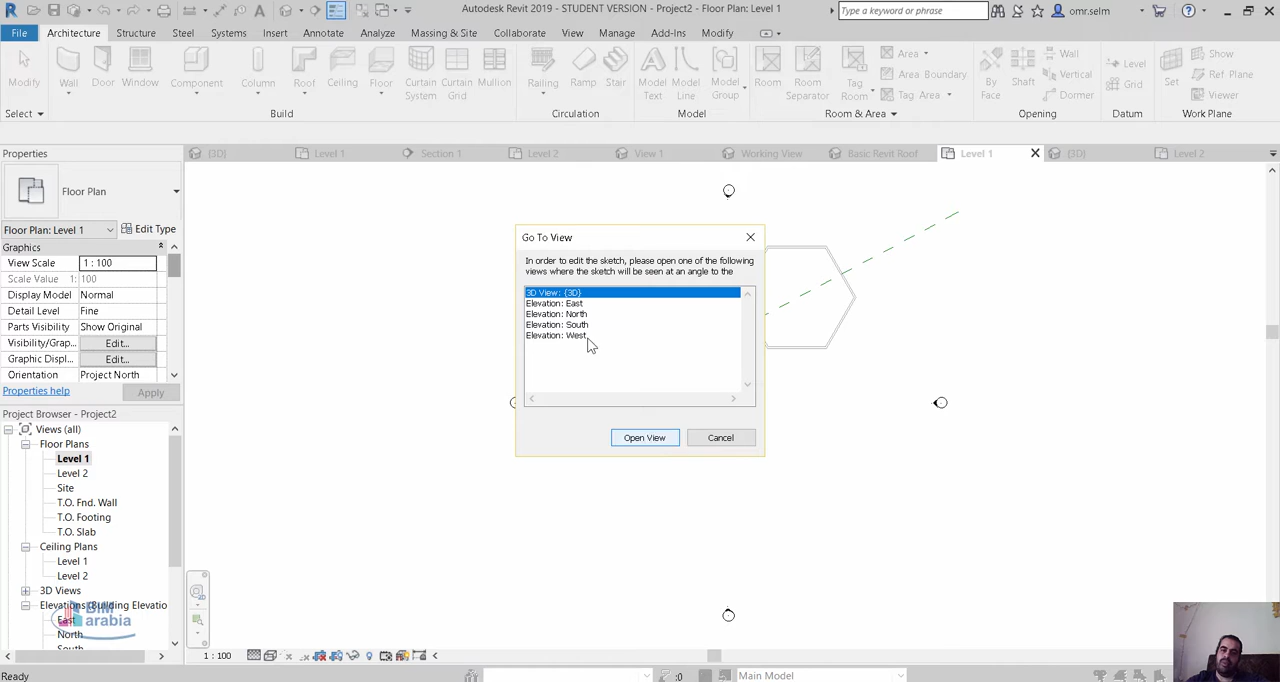 Autodesk Revit 2019 - STUDENT VERSION - Project2 - Floor Plan: Level 1
Type a keyword or phrase
omr.selm
File Architecture Structure Steel Systems Insert Annotate Analyze Massing & Site Collaborate View Manage Add-Ins Modify
Modify Wall Door Window Component Column Roof Ceiling Curtain System Floor Curtain Grid Mullion Railing Ramp Stair Model Text Model Line Model Group Room Room Separator Tag Room
Area
Area Boundary
Tag Area
By Face Shaft
Wall
Vertical
Dormer
Level
Grid
Set
Show
Ref Plane
Viewer
Select Build Circulation Model Room & Area Opening Datum Work Plane
Properties
{3D} Level 1 Section 1 Level 2 View 1 Working View Basic Revit Roof Level 1 {3D} Level 2
Floor Plan
Floor Plan: Level 1 Edit Type
Graphics
View Scale 1 : 100
Scale Value 1: 100
Display Model Normal
Detail Level Fine
Parts Visibility Show Original
Visibility/Grap... Edit...
Graphic Display... Edit...
Orientation Project North
Properties help Apply
Project Browser - Project2
Views (all)
Floor Plans
Level 1
Level 2
Site
T.O. Fnd. Wall
T.O. Footing
T.O. Slab
Ceiling Plans
Level 1
Level 2
3D Views
Elevations (Building Elevatio
East
North
South
BIM
arabia
Go To View
In order to edit the sketch, please open one of the following
views where the sketch will be seen at an angle to the
3D View: {3D}
Elevation: East
Elevation: North
Elevation: South
Elevation: West
Open View Cancel
1 : 100
Ready
:0
Main Model